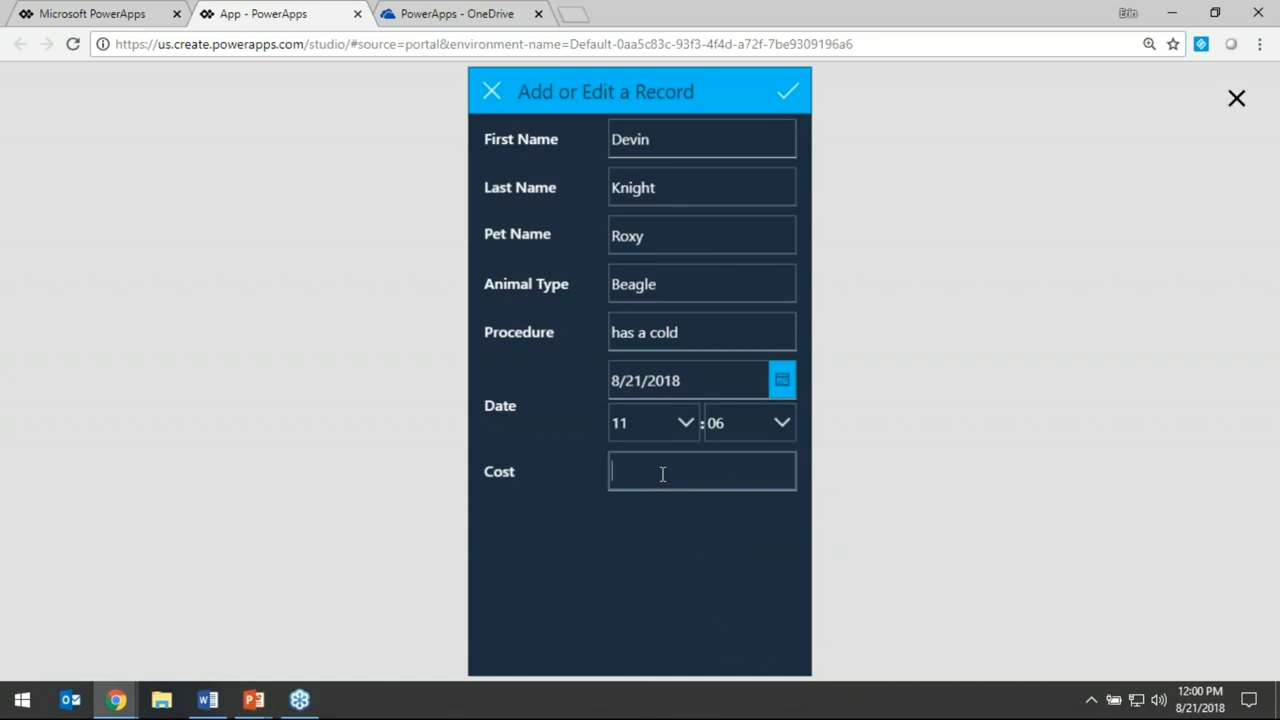 Microsoft PowerApps
App - PowerApps
PowerApps - OneDrive
https://us.create.powerapps.com/studio/#source=portal&environment-name=Default-0aa5c83c-93f3-4f4d-a72f-7be9309196a6
Add or Edit a Record
First Name Devin
Last Name Knight
Pet Name Roxy
Animal Type Beagle
Procedure has a cold
8/21/2018
Date
11 : 06
Cost
12:00 PM
8/21/2018